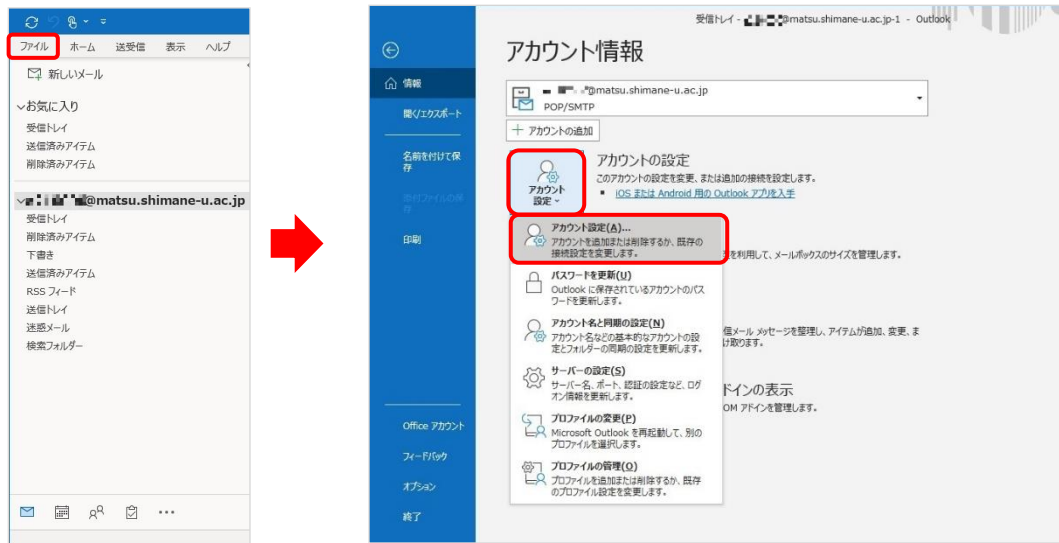 ファイル ホーム 送受信 表示 ヘルプ
新しいメール
お気に入り
受信トレイ
送信済みアイテム
削除済みアイテム
@matsu.shimane-u.ac.jp
受信トレイ
削除済みアイテム
下書き
送信済みアイテム
RSS フィード
送信トレイ
迷惑メール
検索フォルダー
受信トレイ - @matsu.shimane-u.ac.jp-1 - Outlook
情報
開く/エクスポート
名前を付けて保
存
添付ファイルの保
存
印刷
Office アカウント
フィードバック
オプション
終了
アカウント情報
@matsu.shimane-u.ac.jp
POP/SMTP
アカウントの追加
アカウント
設定
アカウントの設定
このアカウントの設定を変更、または追加の接続を設定します。
iOS または Android 用の Outlook アプリを入手
アカウント設定(A)...
アカウントを追加または削除するか、既存の
接続設定を変更します。
パスワードを更新(U)
Outlook に保存されているアカウントのパス
ワードを更新します。
アカウント名と同期の設定(N)
アカウント名などの基本的なアカウントの設
定とフォルダーの同期の設定を更新します。
サーバーの設定(S)
サーバー名、ポート、認証の設定など、ログ
オン情報を更新します。
プロファイルの変更(P)
Microsoft Outlook を再起動して、別の
プロファイルを選択します。
プロファイルの管理(O)
プロファイルを追加または削除するか、既存
のプロファイル設定を変更します。
を利用して、メールボックスのサイズを管理します。
信メール メッセージを整理し、アイテムが追加、変更、ま
け取ります。
ドインの表示
OM アドインを管理します。